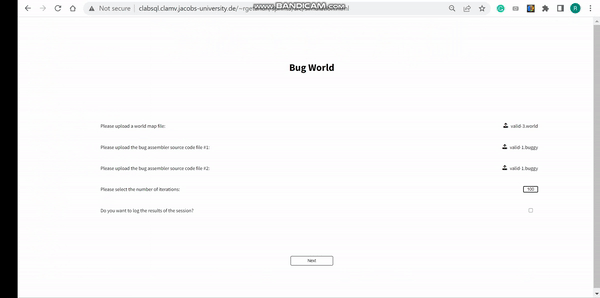 Not secure
clabsql.clamv.jacobs-university.de/~rge
www.BANDICAM.com
R
Bug World
Please upload a world map file:
valid-3.world
Please upload the bug assembler source code file #1:
valid-1.buggy
Please upload the bug assembler source code file #2:
valid-1.buggy
Please select the number of iterations:
100
Do you want to log the results of the session?
Next